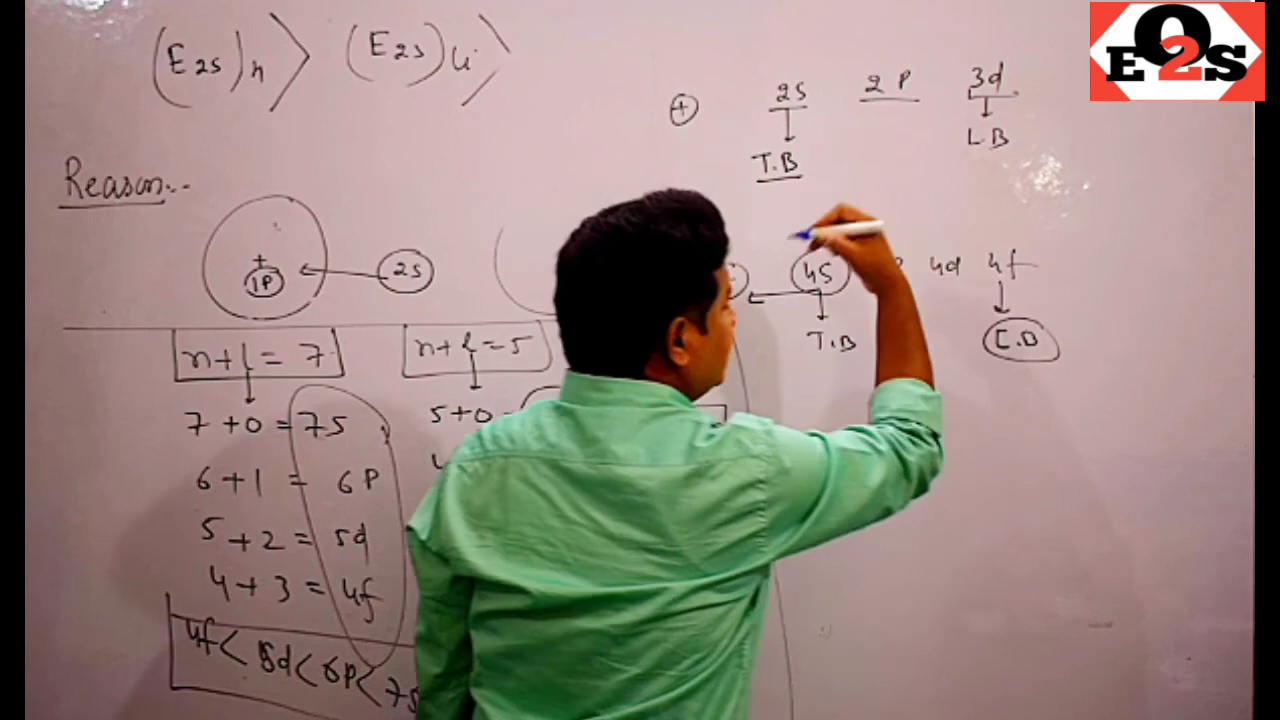 (E2s)H > (E2s)Li >
EO2S
+ 2S 2P 3d
T.B L.B
Reason...
+
1P 2S
4S 4d 4f
T.B
n+l = 7 n+l = 5
7+0 = 7S 5+0
6+1 = 6P
5+2 = 5d
4+3 = 4f
4f < 5d < 6P < 7S